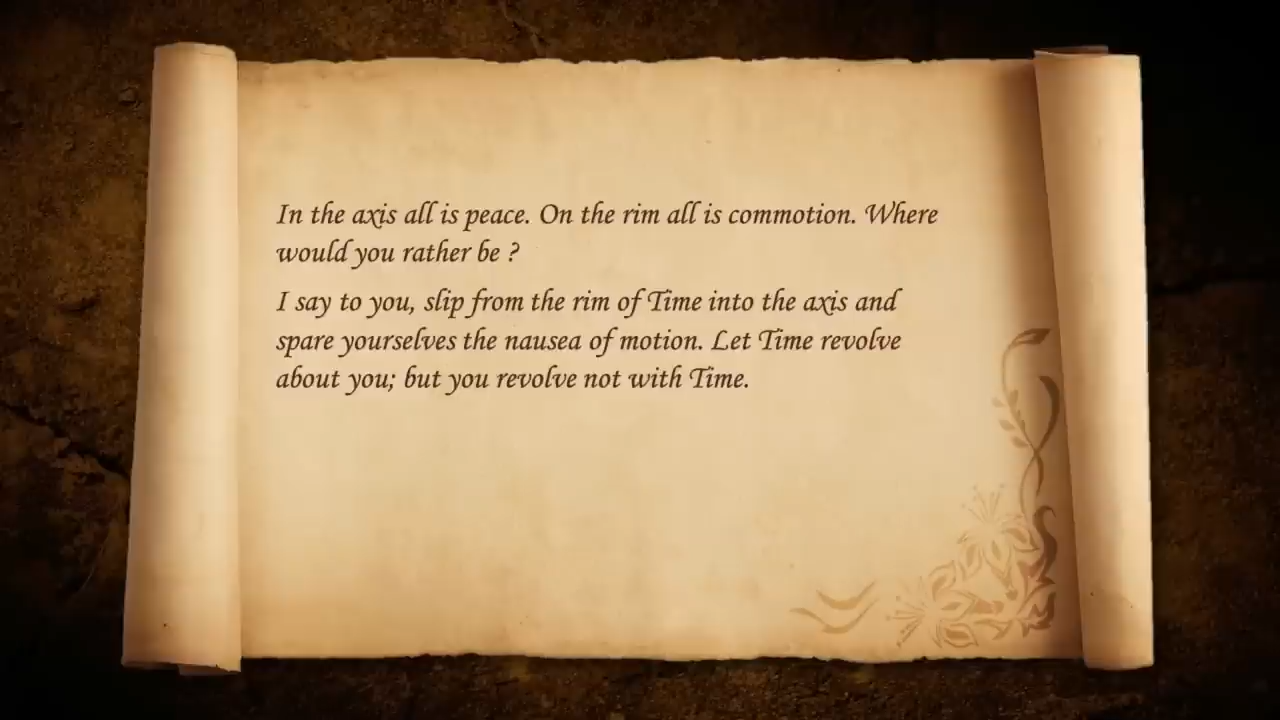 In the axis all is peace. On the rim all is commotion. Where
would you rather be ?
I say to you, slip from the rim of Time into the axis and
spare yourselves the nausea of motion. Let Time revolve
about you; but you revolve not with Time.